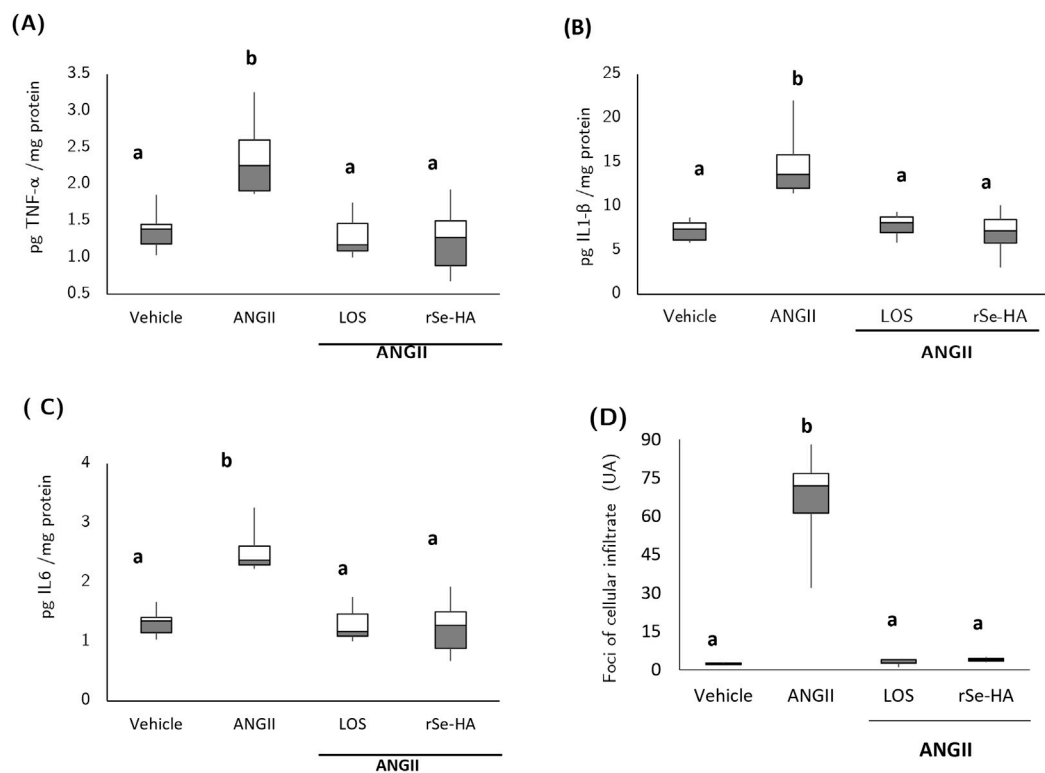 (A)
pg TNF-α /mg protein
3.5
3.0
2.5
2.0
1.5
1.0
0.5
a
b
a
a
Vehicle ANGII LOS rSe-HA
ANGII
(B)
pg IL1-β /mg protein
25
20
15
10
5
0
a
b
a
a
Vehicle ANGII LOS rSe-HA
ANGII
( C)
pg IL6 /mg protein
4
3
2
1
0
a
b
a
a
Vehicle ANGII LOS rSe-HA
ANGII
(D)
Foci of cellular infiltrate (UA)
90
75
60
45
30
15
0
a
b
a
a
Vehicle ANGII LOS rSe-HA
ANGII